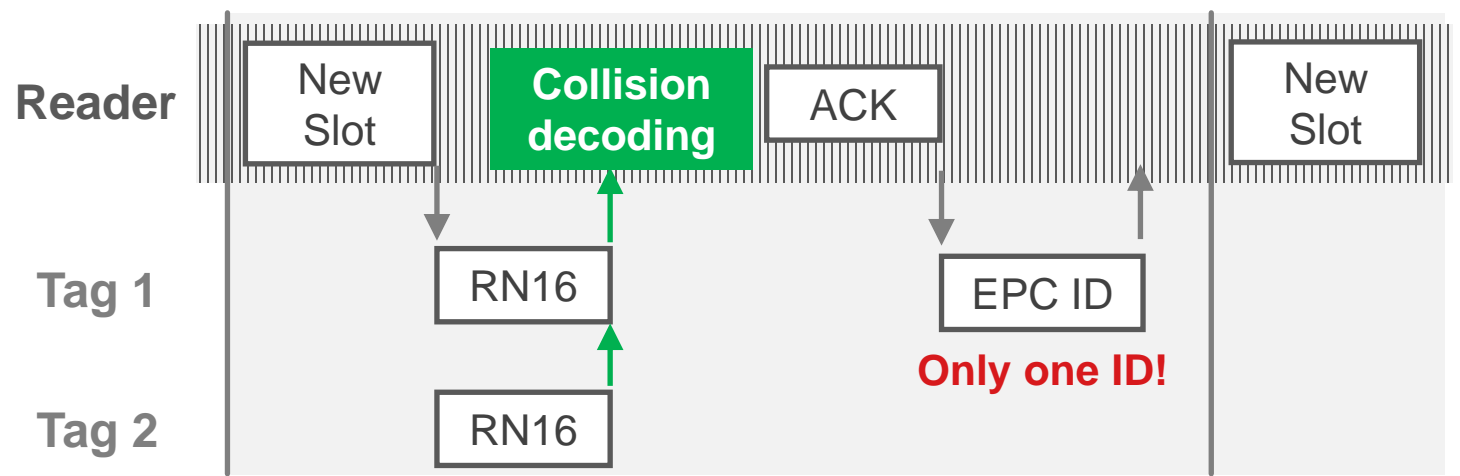 Reader
New
Slot
Collision
decoding
ACK
New
Slot
Tag 1
RN16
EPC ID
Only one ID!
Tag 2
RN16